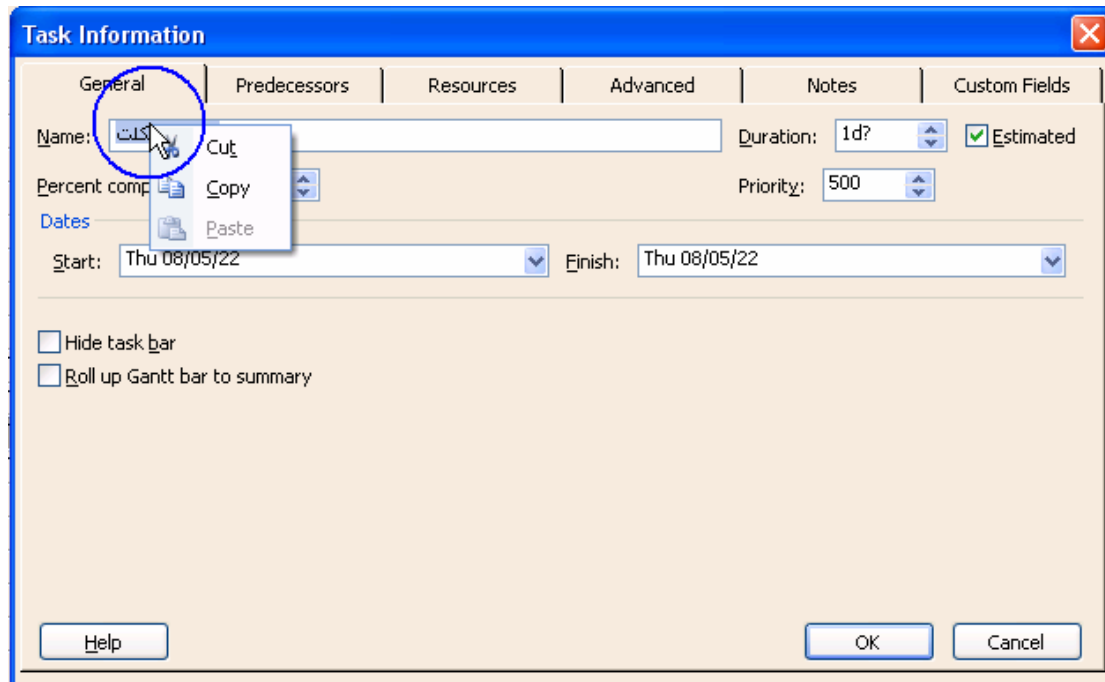 Task Information
General Predecessors Resources Advanced Notes Custom Fields
Name: Duration: 1d? Estimated
Cut
Percent comp Copy Priority: 500
Dates Paste
Start: Thu 08/05/22 Finish: Thu 08/05/22
Hide task bar
Roll up Gantt bar to summary
Help OK Cancel